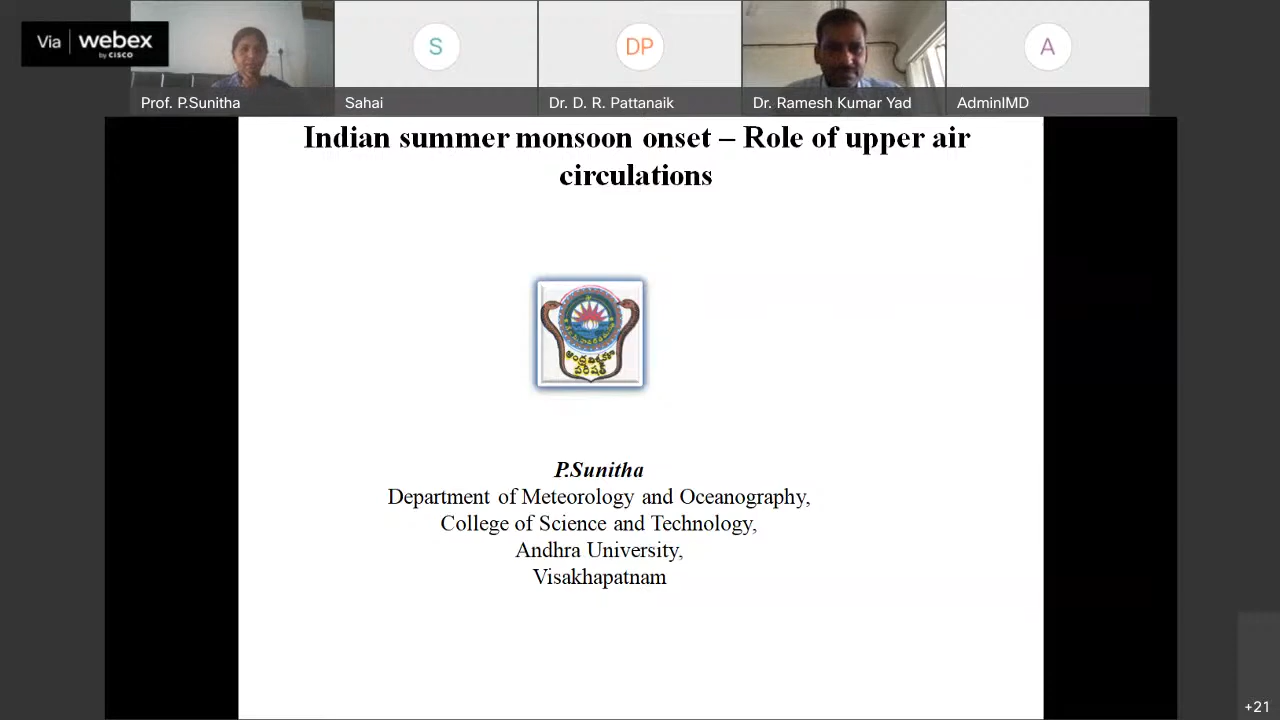 Via webex
by CISCO
S
DP
A
Prof. P.Sunitha
Sahai
Dr. D. R. Pattanaik
Dr. Ramesh Kumar Yad
AdminIMD
Indian summer monsoon onset – Role of upper air
circulations
P.Sunitha
Department of Meteorology and Oceanography,
College of Science and Technology,
Andhra University,
Visakhapatnam
+21